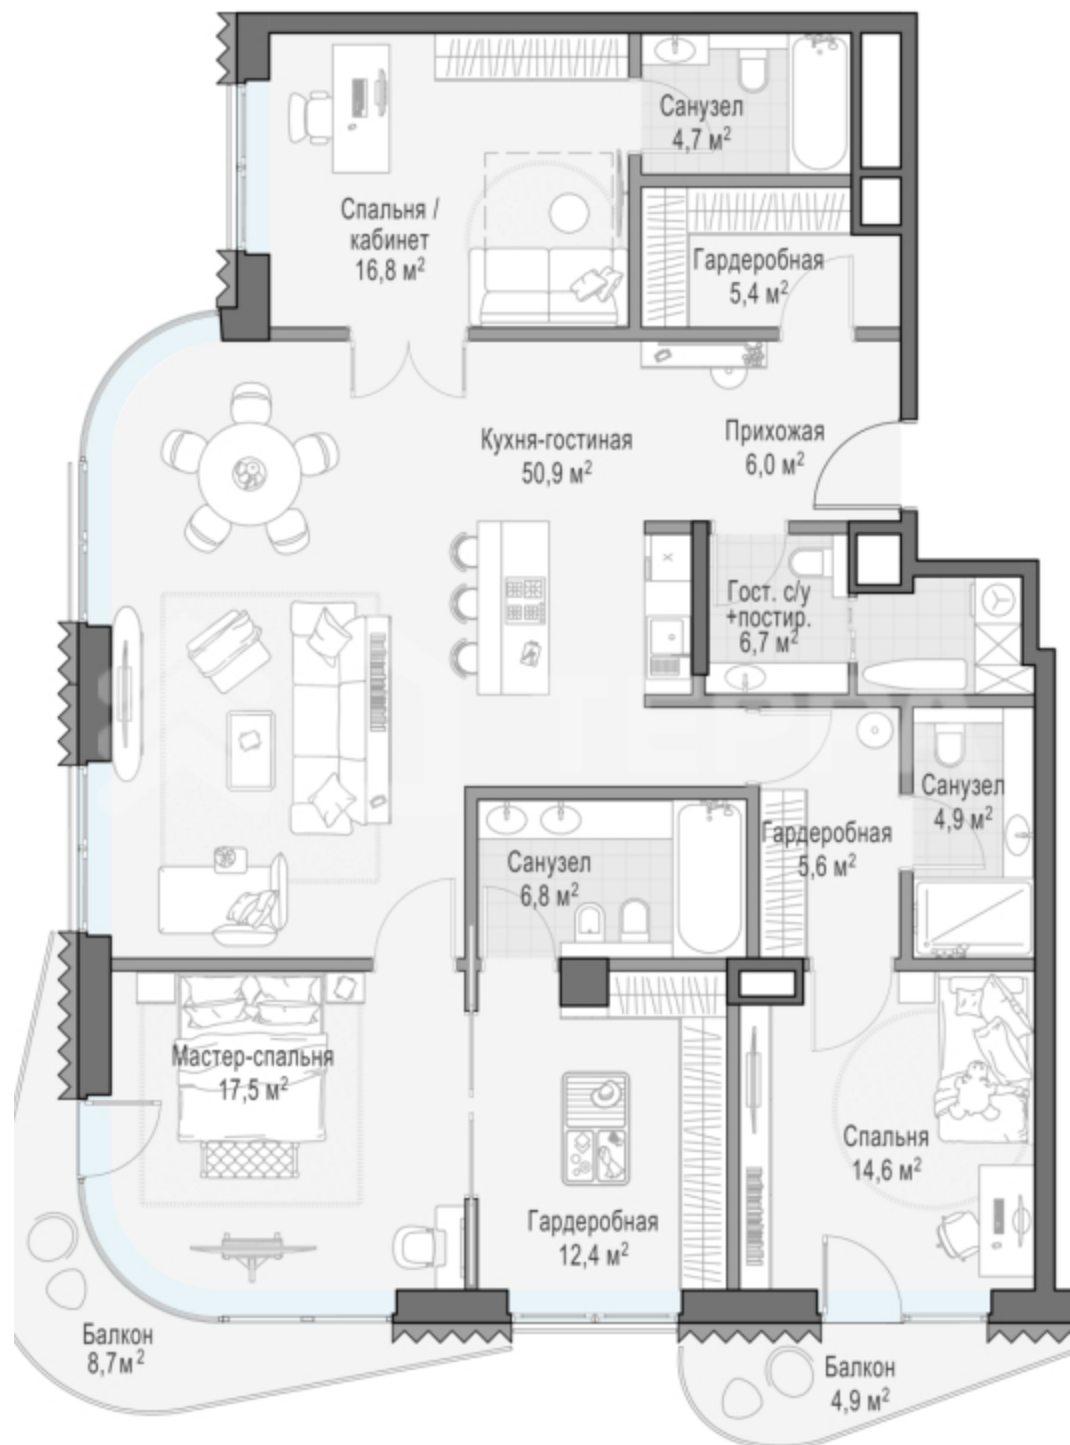 Санузел
4,7 м²
Спальня /
кабинет
16,8 м²
Гардеробная
5,4 м²
Кухня-гостиная
50,9 м²
Прихожая
6,0 м²
Гост. с/у
+постир.
6,7 м²
Санузел
4,9 м²
Гардеробная
5,6 м²
Санузел
6,8 м²
Мастер-спальня
17,5 м²
Спальня
14,6 м²
Гардеробная
12,4 м²
Балкон
8,7м²
Балкон
4,9 м²